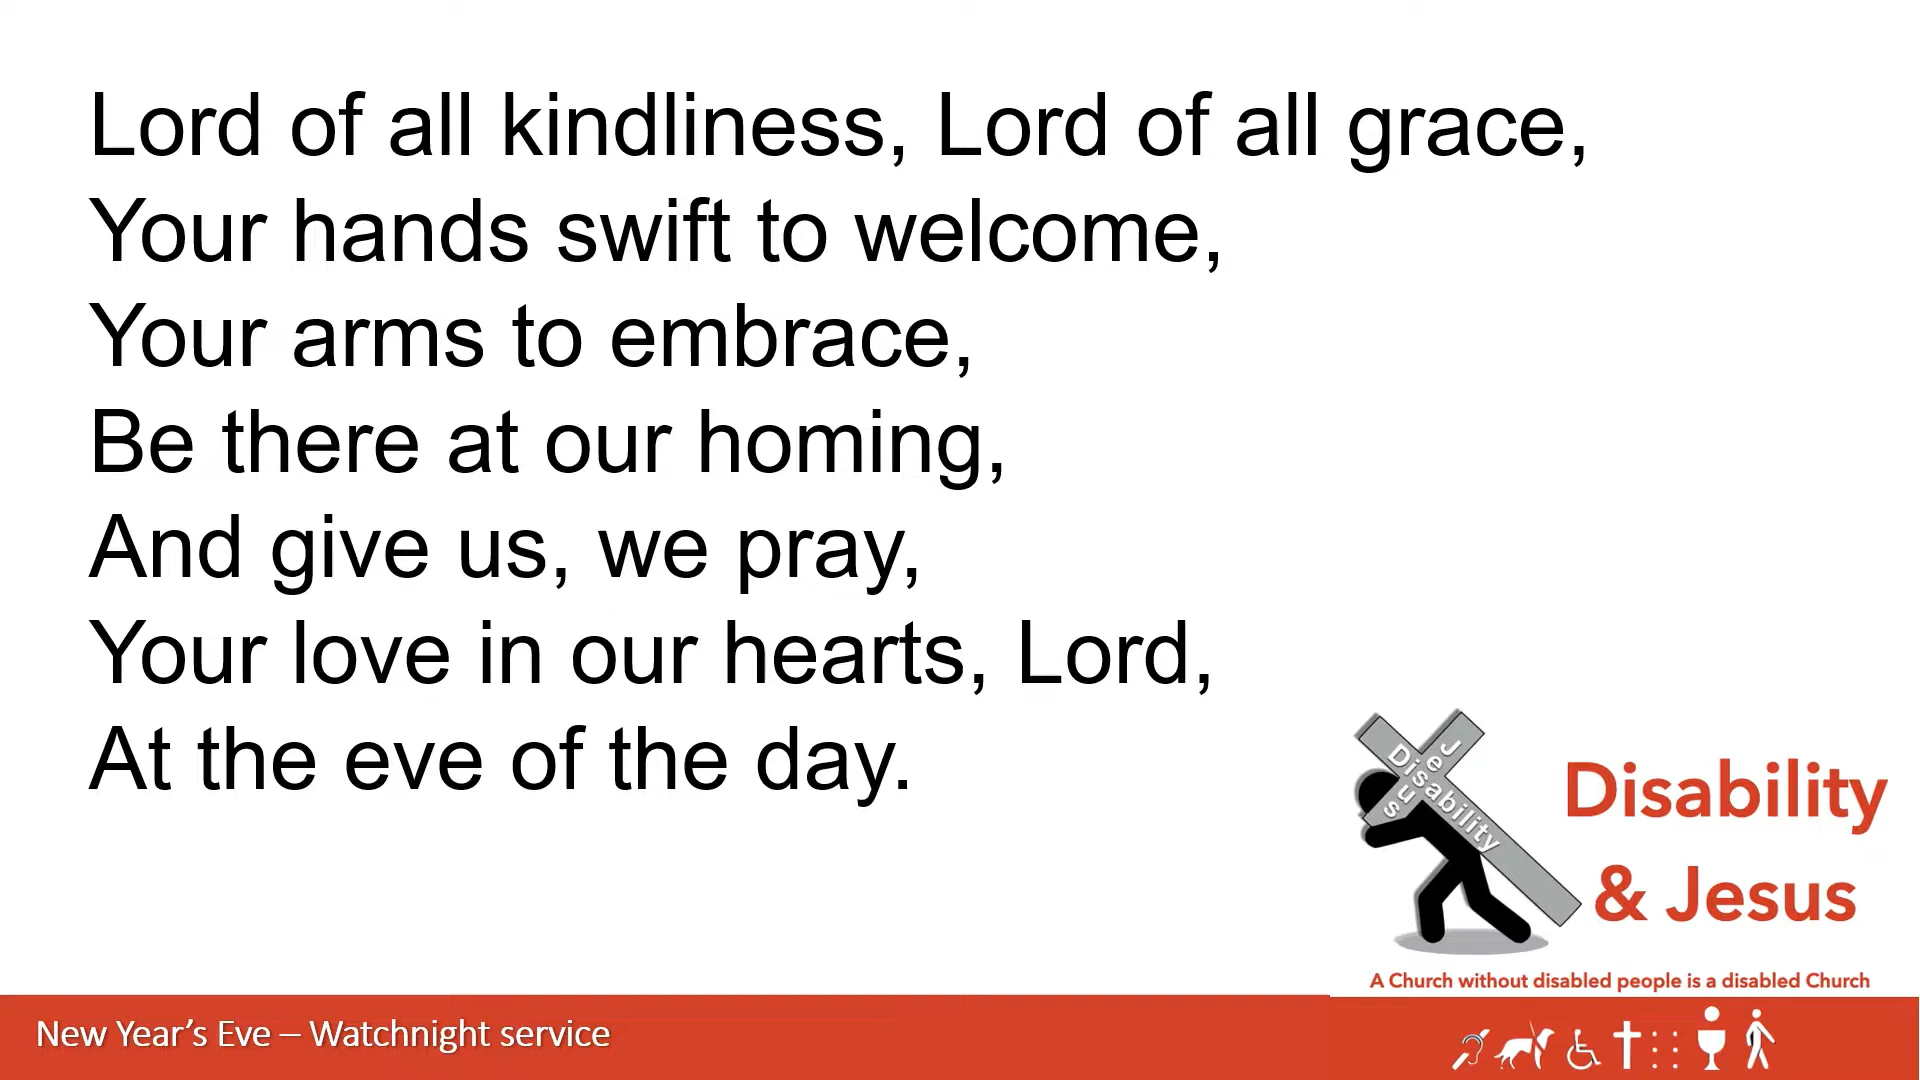 Lord of all kindliness, Lord of all grace,
Your hands swift to welcome,
Your arms to embrace,
Be there at our homing,
And give us, we pray,
Your love in our hearts, Lord,
At the eve of the day.
Jesus
Disability
Disability
& Jesus
A Church without disabled people is a disabled Church
New Year's Eve – Watchnight service